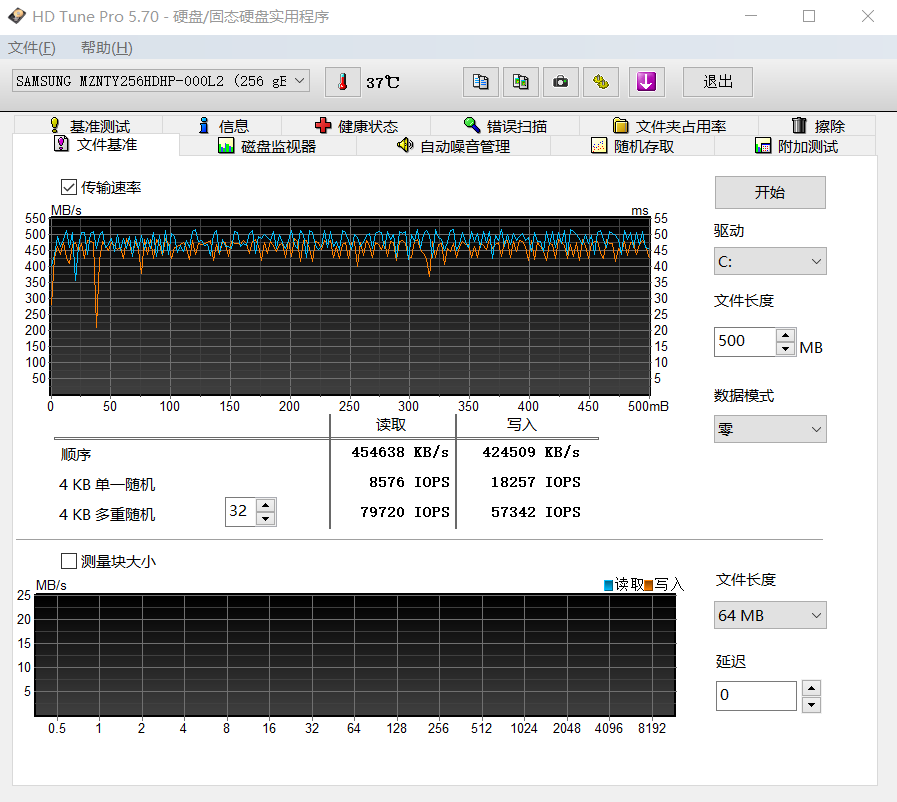 HD Tune Pro 5.70 - 硬盘/固态硬盘实用程序
文件(F) 帮助(H)
SAMSUNG MZNTY256HDHP-000L2 (256 gB 37℃ 退出
基准测试 信息 健康状态 错误扫描 文件夹占用率 擦除
文件基准 磁盘监视器 自动噪音管理 随机存取 附加测试
传输速率 开始
MB/s ms
550 55
500 50
450 45
400 40
350 35
300 30
250 25
200 20
150 15
100 10
50 5
0 50 100 150 200 250 300 350 400 450 500mB
驱动
C:
文件长度
500 MB
数据模式
零
读取 写入
顺序 454638 KB/s 424509 KB/s
4 KB 单一随机 8576 IOPS 18257 IOPS
4 KB 多重随机 32 79720 IOPS 57342 IOPS
测量块大小
MB/s 读取 写入
25
20
15
10
5
0.5 1 2 4 8 16 32 64 128 256 512 1024 2048 4096 8192
文件长度
64 MB
延迟
0